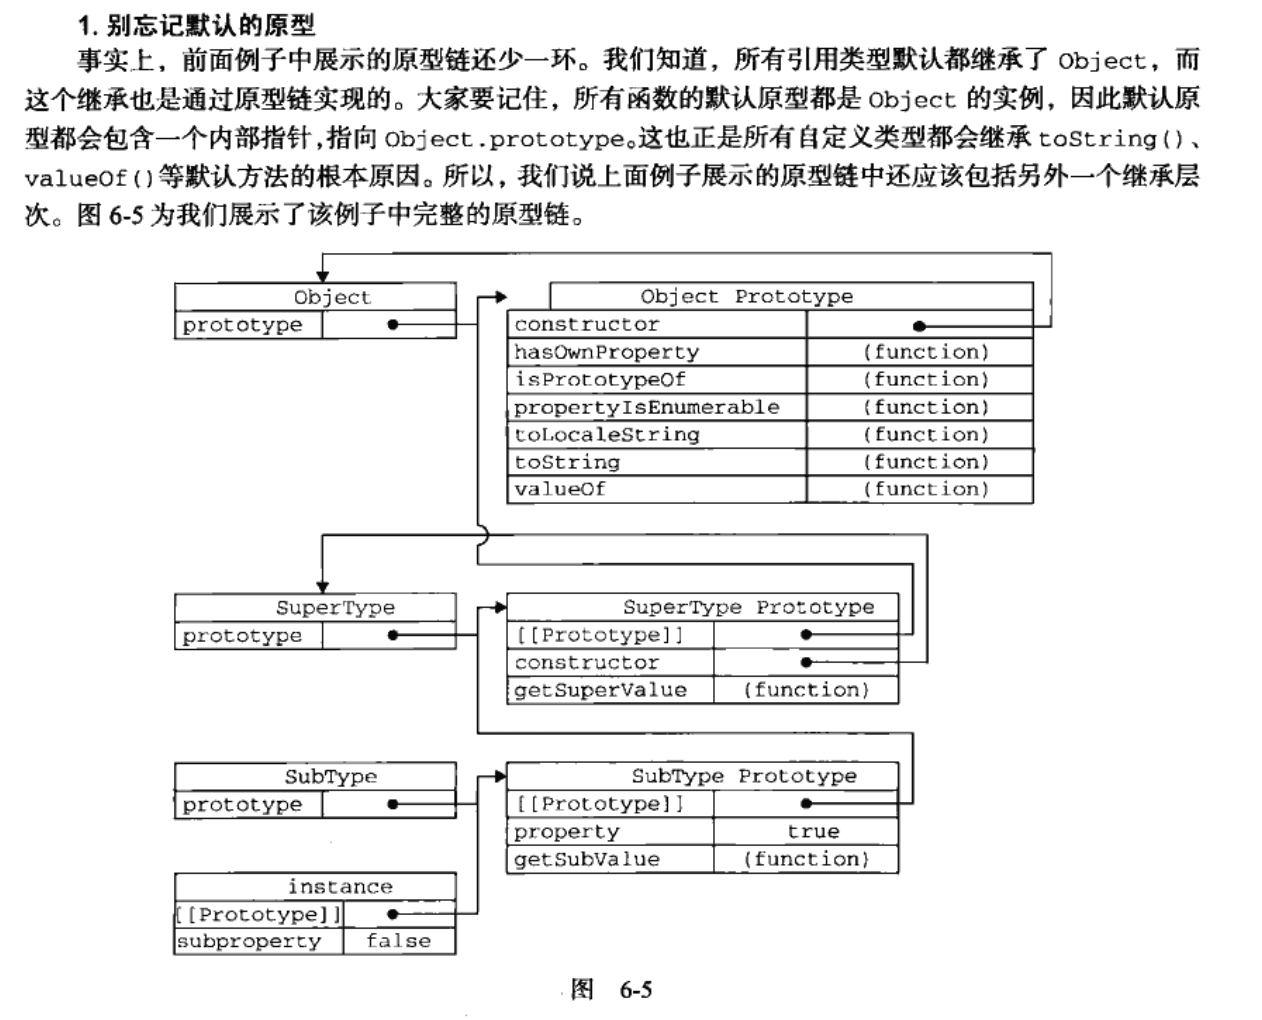 1. 别忘记默认的原型
事实上，前面例子中展示的原型链还少一环。我们知道，所有引用类型默认都继承了 Object，而
这个继承也是通过原型链实现的。大家要记住，所有函数的默认原型都是 Object 的实例，因此默认原
型都会包含一个内部指针，指向 Object.prototype。这也正是所有自定义类型都会继承 toString()、
valueOf()等默认方法的根本原因。所以，我们说上面例子展示的原型链中还应该包括另外一个继承层
次。图 6-5 为我们展示了该例子中完整的原型链。
Object
prototype
Object Prototype
constructor
hasOwnProperty (function)
isPrototypeOf (function)
propertyIsEnumerable (function)
toLocaleString (function)
toString (function)
valueOf (function)
SuperType
prototype
SuperType Prototype
[[Prototype]]
constructor
getSuperValue (function)
SubType
prototype
SubType Prototype
[[Prototype]]
property true
getSubValue (function)
instance
[[Prototype]]
subproperty false
图 6-5